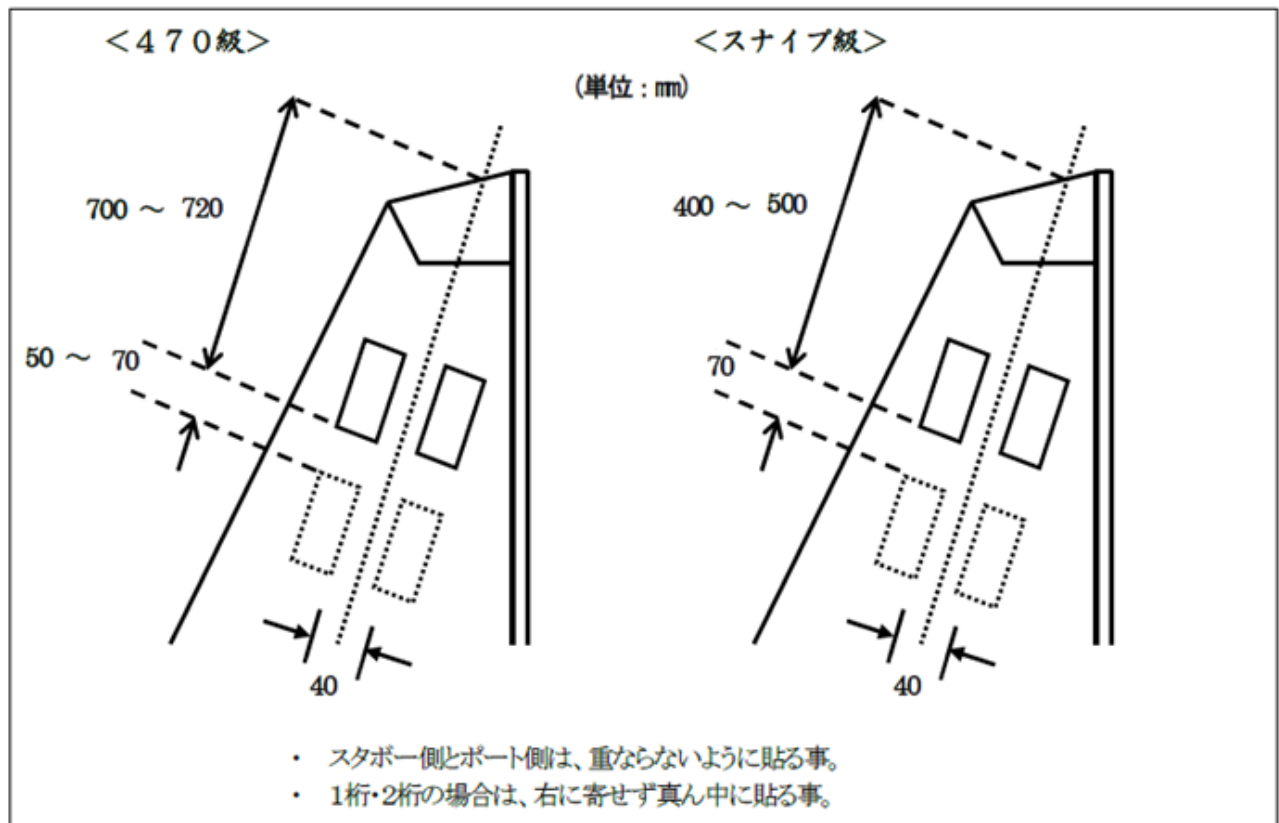 ＜４７０級＞
＜スナイプ級＞
（単位：㎜）
700 ～ 720
400 ～ 500
50 ～ 70
70
40
40
・ スタボー側とポート側は、重ならないように貼る事。
・ 1桁・2桁の場合は、右に寄せず真ん中に貼る事。